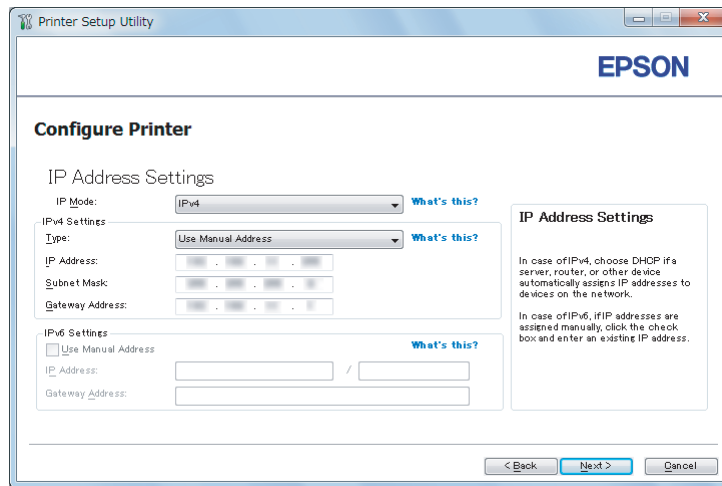 Printer Setup Utility
EPSON
Configure Printer
IP Address Settings
IP Mode:
IPv4
What's this?
IPv4 Settings
Type:
Use Manual Address
What's this?
IP Address:
Subnet Mask:
Gateway Address:
IPv6 Settings
Use Manual Address
What's this?
IP Address:
/
Gateway Address:
IP Address Settings
In case of IPv4, choose DHCP if a
server, router, or other device
automatically assigns IP addresses to
devices on the network.
In case of IPv6, if IP addresses are
assigned manually, click the check
box and enter an existing IP address.
< Back
Next >
Cancel